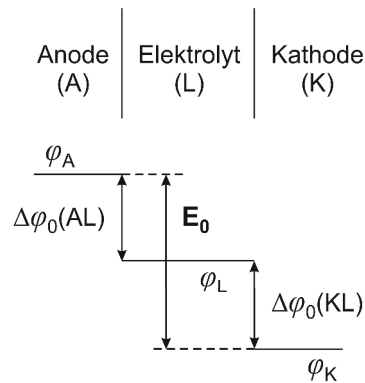 Anode Elektrolyt Kathode
(A) (L) (K)
φA
Δφ0(AL)
E0
φL
Δφ0(KL)
φK